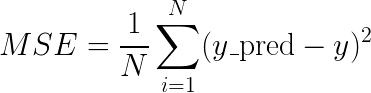 MSE = \frac{1}{N} \sum_{i=1}^{N} (y\_pred - y)^2